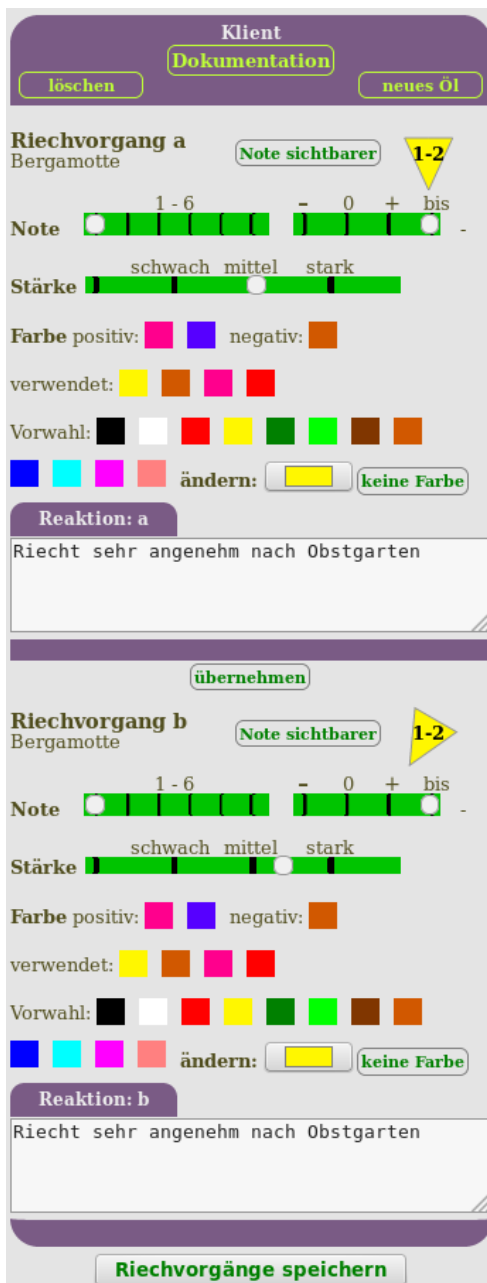 Klient
Dokumentation
löschen neues Öl
Riechvorgang a
Bergamotte Note sichtbarer 1-2
1 - 6 – 0 + bis
Note -
schwach mittel stark
Stärke
Farbe positiv: negativ:
verwendet:
Vorwahl:
ändern: keine Farbe
Reaktion: a
Riecht sehr angenehm nach Obstgarten
übernehmen
Riechvorgang b
Bergamotte Note sichtbarer 1-2
1 - 6 – 0 + bis
Note -
schwach mittel stark
Stärke
Farbe positiv: negativ:
verwendet:
Vorwahl:
ändern: keine Farbe
Reaktion: b
Riecht sehr angenehm nach Obstgarten
Riechvorgänge speichern